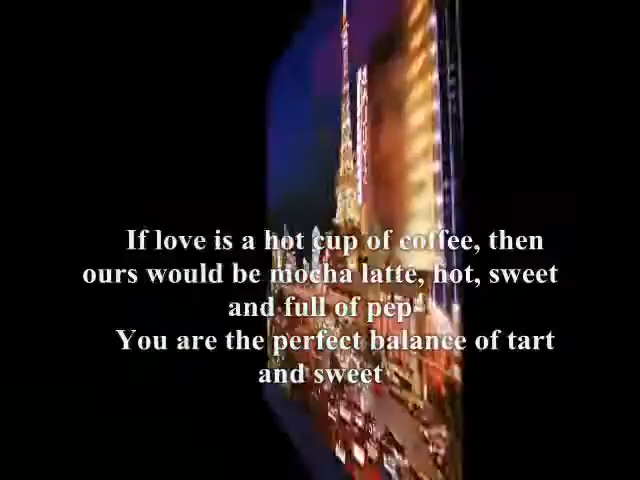 If love is a hot cup of coffee, then
ours would be mocha latte, hot, sweet
and full of pep
You are the perfect balance of tart
and sweet